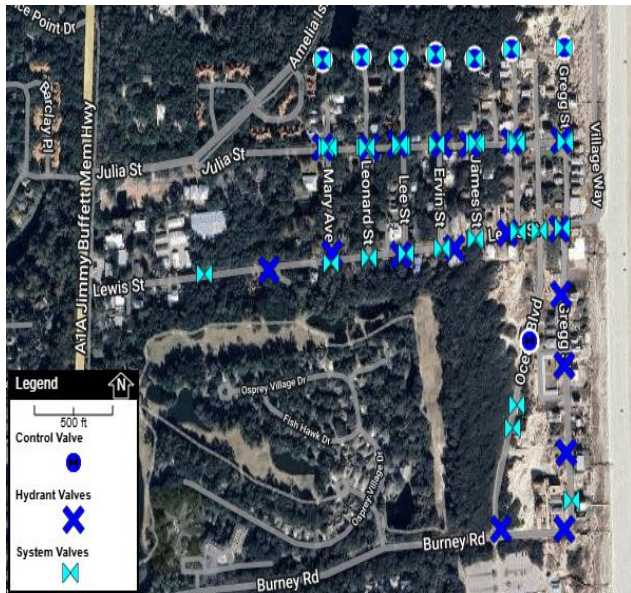 ce Point Dr
Amelia Is
Barclay Pl
A1A Jimmy Buffett Mem Hwy
Julia St
Julia St
Mary Ave
Leonard St
Lee St
Ervin St
James St
Gregg St
Village Way
Lewis St
Ocea Blvd
Gregg S
Osprey Village Dr
Fish Hawk Dr
Osprey Village Dr
Burney Rd
Burney Rd
Legend
N
500 ft
Control Valve
Hydrant Valves
System Valves